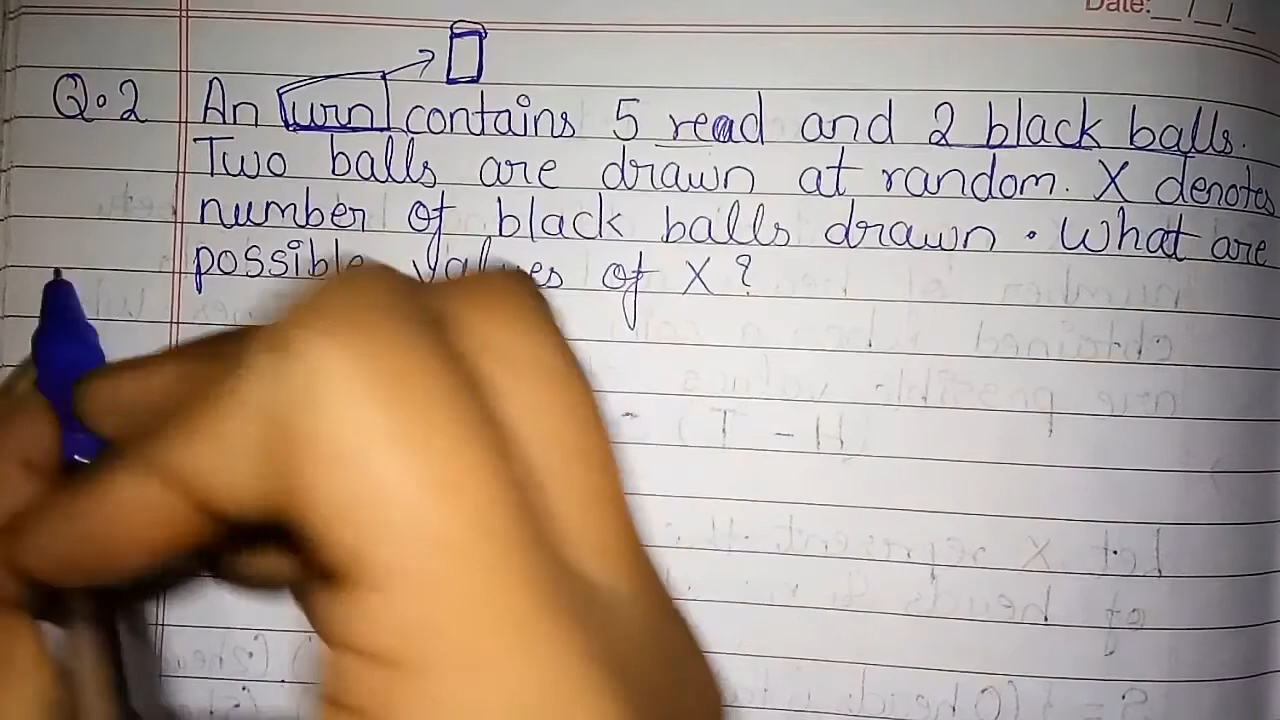 Date:_/_/_
Q.2 An urn contains 5 read and 2 black balls.
Two balls are drawn at random. X denotes
number of black balls drawn. What are
possible values of X?